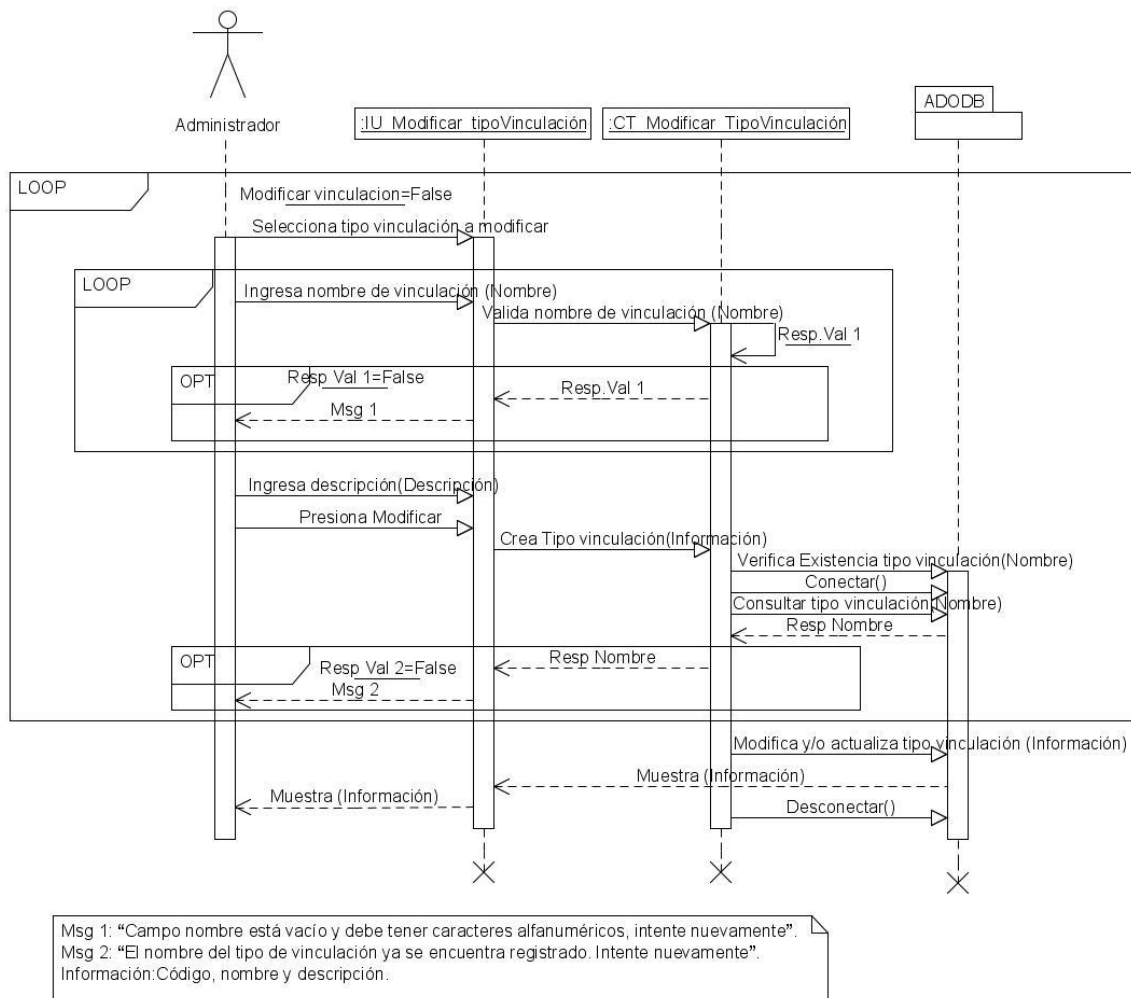 ADODB
Administrador
:IU_Modificar_tipoVinculación
:CT_Modificar_TipoVinculación
LOOP
Modificar vinculacion=False
Selecciona tipo vinculación a modificar
LOOP
Ingresa nombre de vinculación (Nombre)
Valida nombre de vinculación (Nombre)
Resp.Val 1
OPT
Resp Val 1=False
Resp.Val 1
Msg 1
Ingresa descripción(Descripción)
Presiona Modificar
Crea Tipo vinculación(Información)
Verifica Existencia tipo vinculación(Nombre)
Conectar()
Consultar tipo vinculación(Nombre)
Resp Nombre
OPT
Resp Val 2=False
Resp Nombre
Msg 2
Modifica y/o actualiza tipo vinculación (Información)
Muestra (Información)
Muestra (Información)
Desconectar()
Msg 1: “Campo nombre está vacío y debe tener caracteres alfanuméricos, intente nuevamente”.
Msg 2: “El nombre del tipo de vinculación ya se encuentra registrado. Intente nuevamente”.
Información:Código, nombre y descripción.